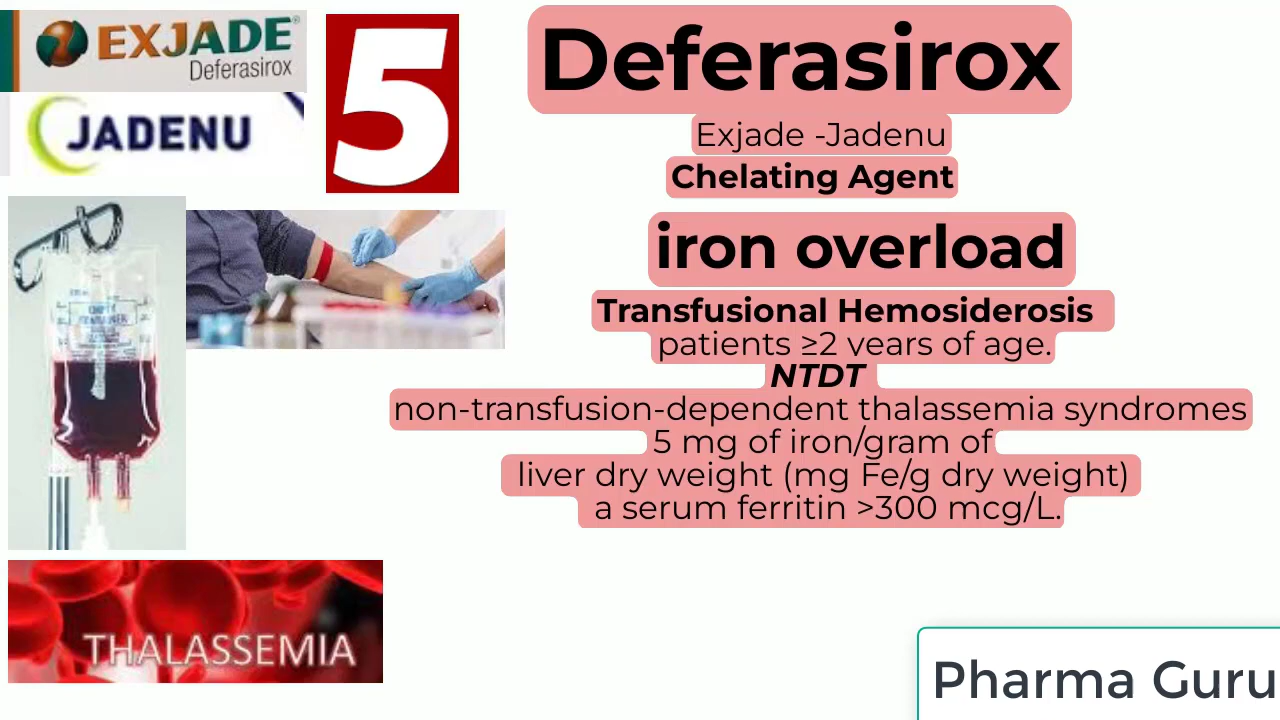 EXJADE®
Deferasirox
JADENU
5
Deferasirox
Exjade -Jadenu
Chelating Agent
iron overload
Transfusional Hemosiderosis
patients ≥2 years of age.
NTDT
non-transfusion-dependent thalassemia syndromes
5 mg of iron/gram of
liver dry weight (mg Fe/g dry weight)
a serum ferritin >300 mcg/L.
THALASSEMIA
Pharma Guru